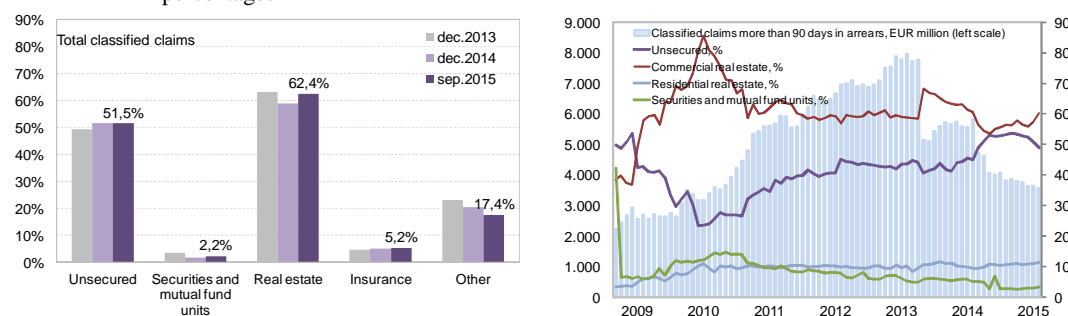 90%
80%
70%
60%
50%
40%
30%
20%
10%
0%
Total classified claims
dec.2013
dec.2014
sep.2015
51,5%
2,2%
62,4%
5,2%
17,4%
Unsecured
Securities and
mutual fund
units
Real estate
Insurance
Other
9.000
8.000
7.000
6.000
5.000
4.000
3.000
2.000
1.000
0
Classified claims more than 90 days in arrears, EUR million (left scale)
Unsecured, %
Commercial real estate, %
Residential real estate, %
Securities and mutual fund units, %
90
80
70
60
50
40
30
20
10
0
2009
2010
2011
2012
2013
2014
2015